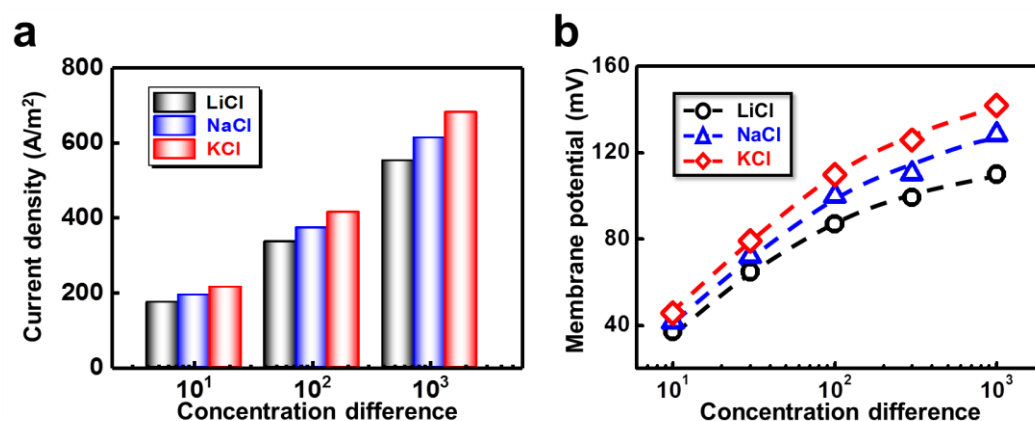 a
Current density (A/m²)
800
600
400
200
0
LiCl
NaCl
KCl
10¹
10²
10³
Concentration difference
b
Membrane potential (mV)
160
120
80
40
LiCl
NaCl
KCl
10¹
10²
10³
Concentration difference